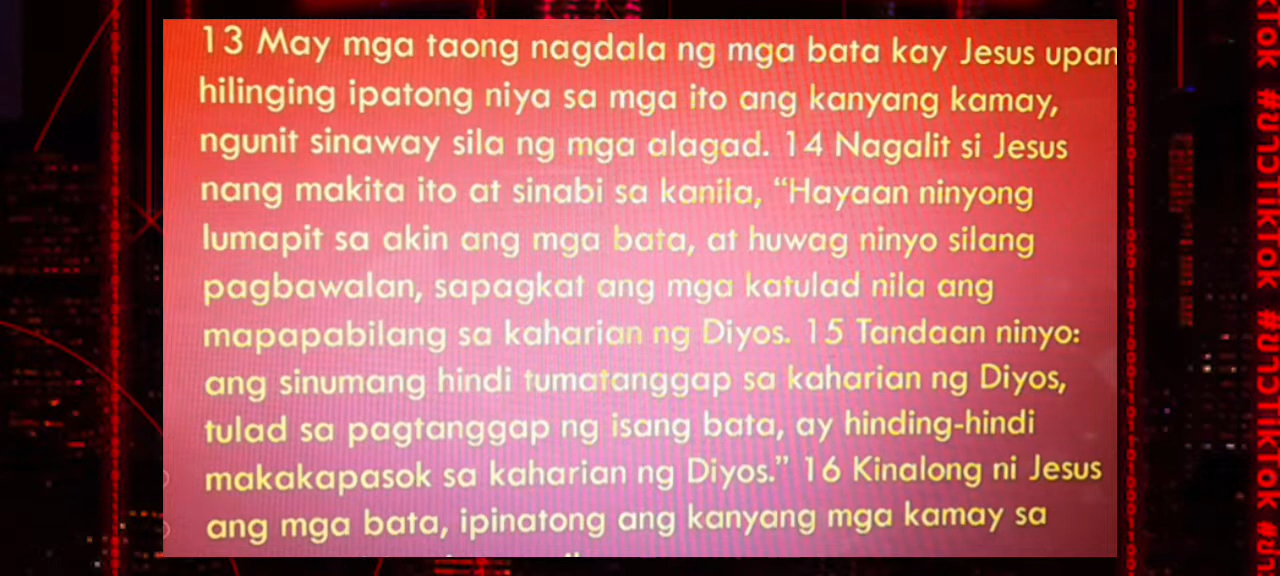 13 May mga taong nagdala ng mga bata kay Jesus upan
hilinging ipatong niya sa mga ito ang kanyang kamay,
ngunit sinaway sila ng mga alagad. 14 Nagalit si Jesus
nang makita ito at sinabi sa kanila, “Hayaan ninyong
lumapit sa akin ang mga bata, at huwag ninyo silang
pagbawalan, sapagkat ang mga katulad nila ang
mapapabilang sa kaharian ng Diyos. 15 Tandaan ninyo:
ang sinumang hindi tumatanggap sa kaharian ng Diyos,
tulad sa pagtanggap ng isang bata, ay hinding-hindi
makakapasok sa kaharian ng Diyos.” 16 Kinalong ni Jesus
ang mga bata, ipinatong ang kanyang mga kamay sa